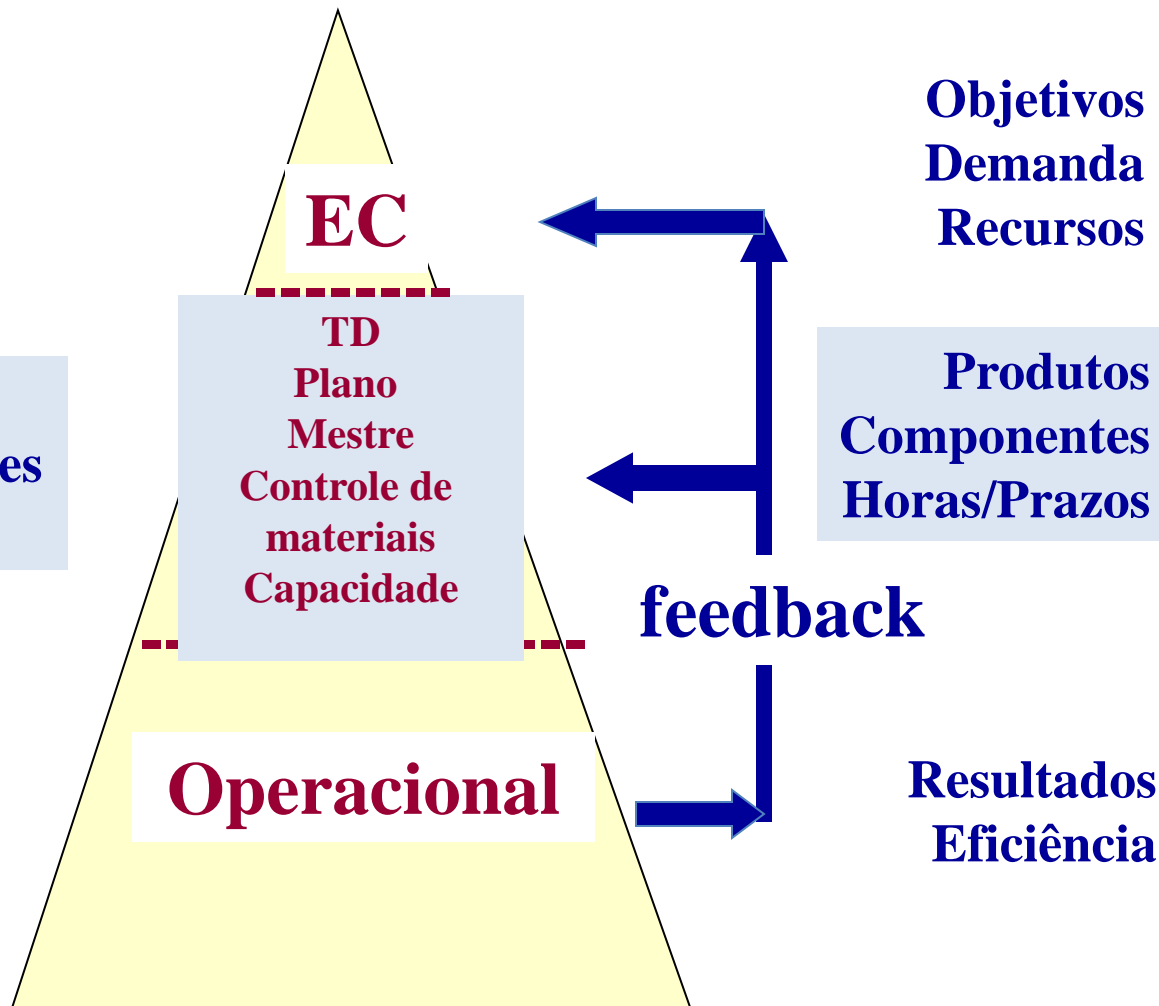 EC
Objetivos
Demanda
Recursos
TD
Plano
Mestre
Controle de
materiais
Capacidade
es
Produtos
Componentes
Horas/Prazos
feedback
Operacional
Resultados
Eficiência